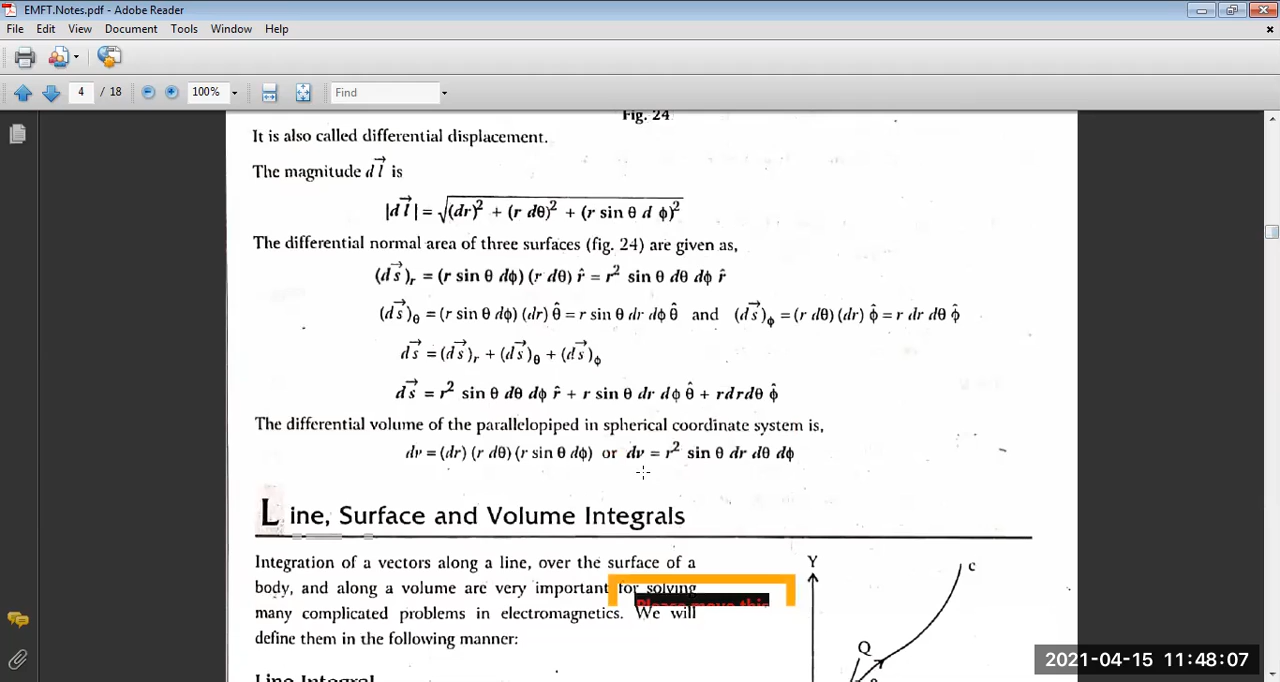 EMFT.Notes.pdf - Adobe Reader
File Edit View Document Tools Window Help
4 / 18 100% Find
Fig. 24
It is also called differential displacement.
The magnitude d l⃗ is
|d l⃗| = √(dr)² + (r dθ)² + (r sin θ d ϕ)²
The differential normal area of three surfaces (fig. 24) are given as,
(d s⃗)r = (r sin θ dϕ) (r dθ) r̂ = r² sin θ dθ dϕ r̂
(d s⃗)θ = (r sin θ dϕ) (dr) θ̂ = r sin θ dr dϕ θ̂ and (d s⃗)ϕ = (r dθ) (dr) ϕ̂ = r dr dθ ϕ̂
d s⃗ = (d s⃗)r + (d s⃗)θ + (d s⃗)ϕ
d s⃗ = r² sin θ dθ dϕ r̂ + r sin θ dr dϕ θ̂ + rdrdθ ϕ̂
The differential volume of the parallelopiped in spherical coordinate system is,
dv = (dr) (r dθ) (r sin θ dϕ) or dv = r² sin θ dr dθ dϕ
Line, Surface and Volume Integrals
Integration of a vectors along a line, over the surface of a
body, and along a volume are very important for solving
many complicated problems in electromagnetics. We will
define them in the following manner:
Line Integral
Please move this
Y
c
Q
2021-04-15 11:48:07